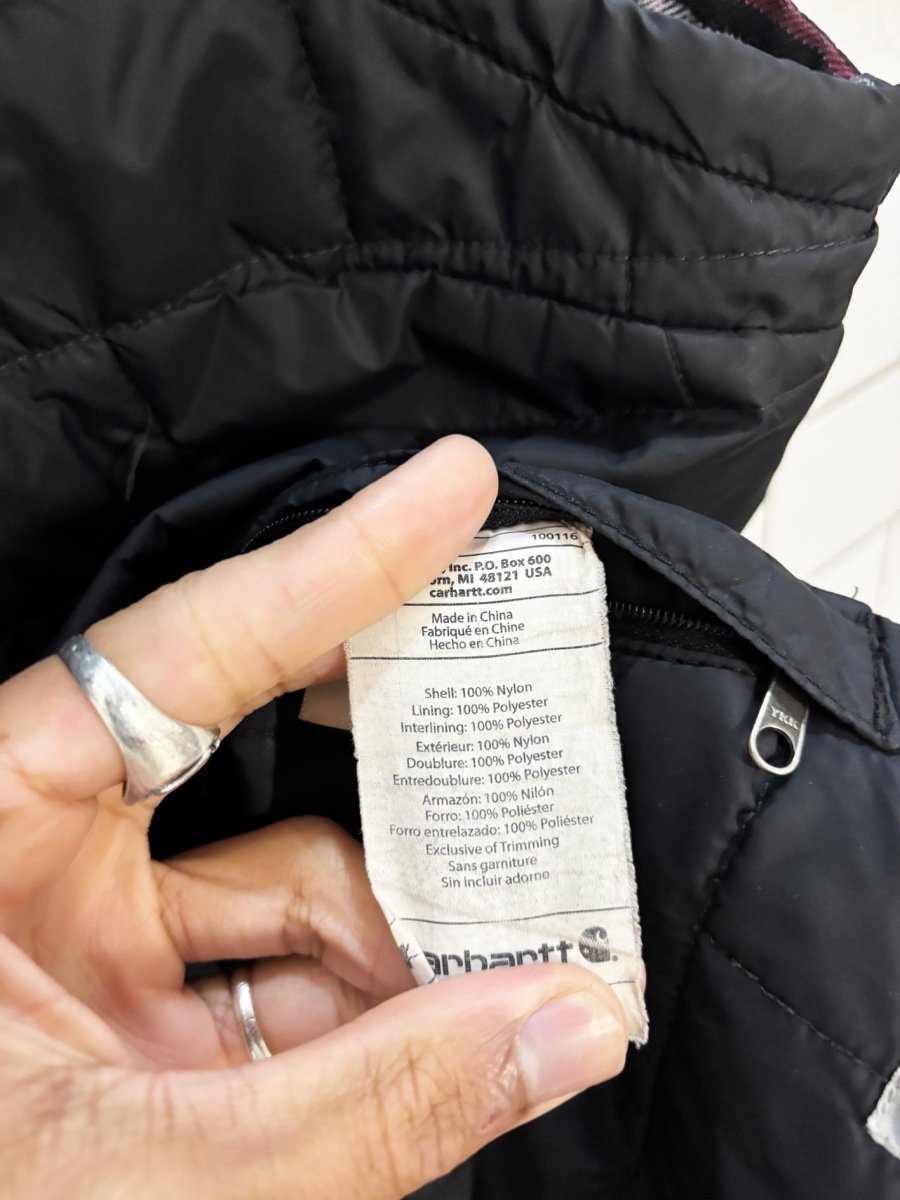 100116
Inc. P.O. Box 600
MI 48121 USA
carhartt.com
Made in China
Fabriqué en Chine
Hecho en China
Shell: 100% Nylon
Lining: 100% Polyester
Interlining: 100% Polyester
Extérieur: 100% Nylon
Doublure: 100% Polyester
Entredoublure: 100% Polyester
Armazón: 100% Nilón
Forro: 100% Poliéster
Forro entrelazado: 100% Poliéster
Exclusive of Trimming
Sans garniture
Sin incluir adorno
carhartt
YKK